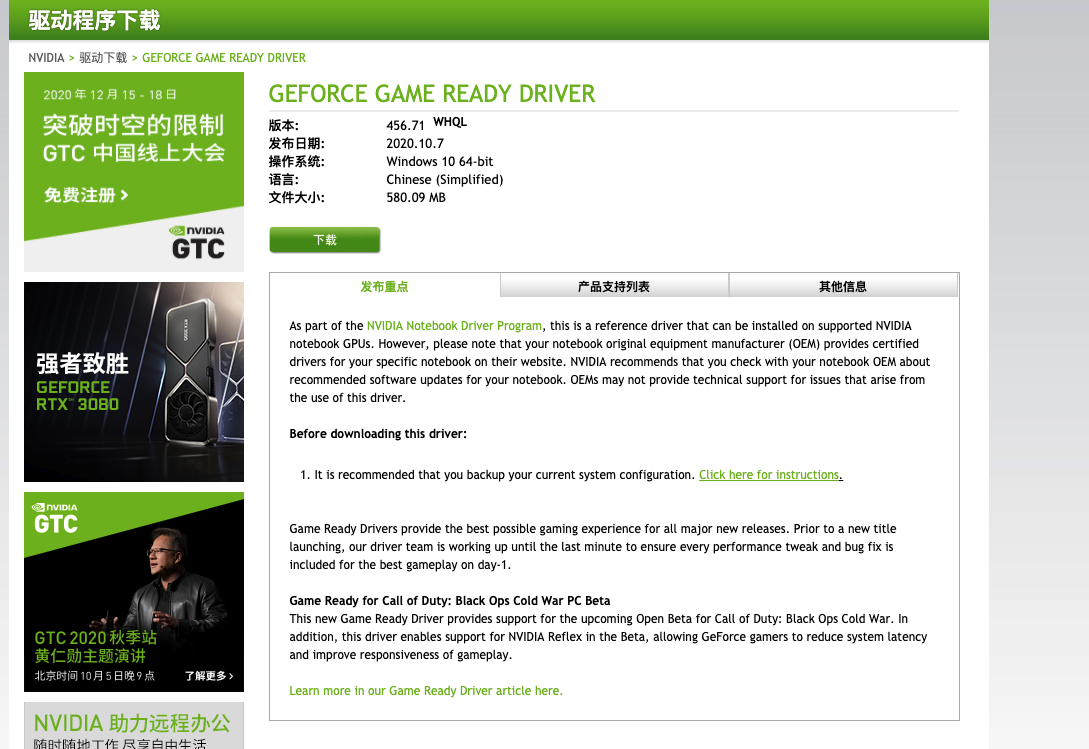 驱动程序下载
NVIDIA > 驱动下载 > GEFORCE GAME READY DRIVER
2020 年 12 月 15 - 18 日
突破时空的限制
GTC 中国线上大会
免费注册 >
NVIDIA
GTC
强者致胜
GEFORCE
RTX™ 3080
NVIDIA
GTC
GTC 2020 秋季站
黄仁勋主题演讲
北京时间 10 月 5 日晚 9 点
了解更多 >
NVIDIA 助力远程办公
随时随地工作 尽享自由生活
GEFORCE GAME READY DRIVER
版本: 456.71 WHQL
发布日期: 2020.10.7
操作系统: Windows 10 64-bit
语言: Chinese (Simplified)
文件大小: 580.09 MB
下载
发布重点 产品支持列表 其他信息
As part of the NVIDIA Notebook Driver Program, this is a reference driver that can be installed on supported NVIDIA
notebook GPUs. However, please note that your notebook original equipment manufacturer (OEM) provides certified
drivers for your specific notebook on their website. NVIDIA recommends that you check with your notebook OEM about
recommended software updates for your notebook. OEMs may not provide technical support for issues that arise from
the use of this driver.
Before downloading this driver:
1. It is recommended that you backup your current system configuration. Click here for instructions.
Game Ready Drivers provide the best possible gaming experience for all major new releases. Prior to a new title
launching, our driver team is working up until the last minute to ensure every performance tweak and bug fix is
included for the best gameplay on day-1.
Game Ready for Call of Duty: Black Ops Cold War PC Beta
This new Game Ready Driver provides support for the upcoming Open Beta for Call of Duty: Black Ops Cold War. In
addition, this driver enables support for NVIDIA Reflex in the Beta, allowing GeForce gamers to reduce system latency
and improve responsiveness of gameplay.
Learn more in our Game Ready Driver article here.